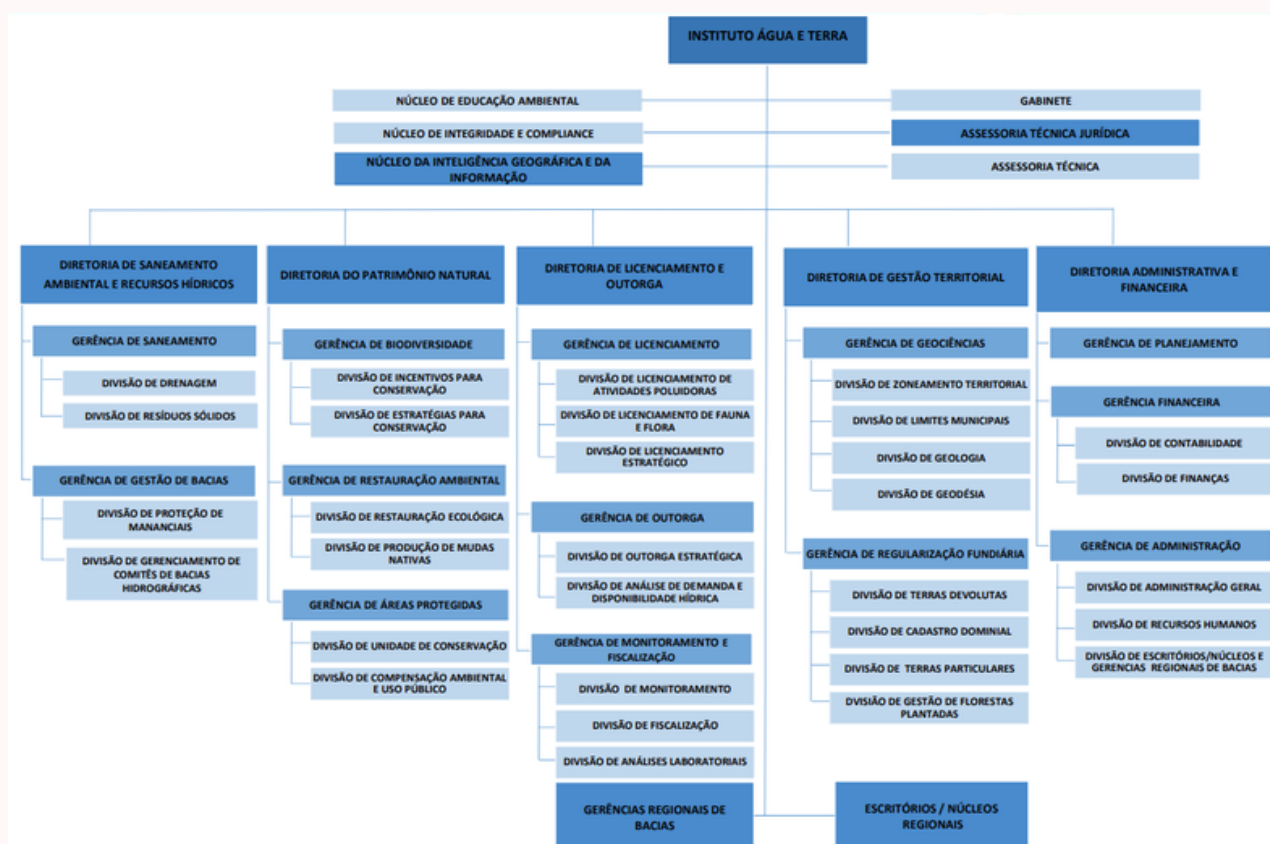 INSTITUTO ÁGUA E TERRA
NÚCLEO DE EDUCAÇÃO AMBIENTAL
GABINETE
NÚCLEO DE INTEGRIDADE E COMPLIANCE
ASSESSORIA TÉCNICA JURÍDICA
NÚCLEO DA INTELIGÊNCIA GEOGRÁFICA E DA
INFORMAÇÃO
ASSESSORIA TÉCNICA
DIRETORIA DE SANEAMENTO
AMBIENTAL E RECURSOS HÍDRICOS
GERÊNCIA DE SANEAMENTO
DIVISÃO DE DRENAGEM
DIVISÃO DE RESÍDUOS SÓLIDOS
GERÊNCIA DE GESTÃO DE BACIAS
DIVISÃO DE PROTEÇÃO DE
MANANCIAIS
DIVISÃO DE GERENCIAMENTO DE
COMITÊS DE BACIAS
HIDROGRÁFICAS
DIRETORIA DO PATRIMÔNIO NATURAL
GERÊNCIA DE BIODIVERSIDADE
DIVISÃO DE INCENTIVOS PARA
CONSERVAÇÃO
DIVISÃO DE ESTRATÉGIAS PARA
CONSERVAÇÃO
GERÊNCIA DE RESTAURAÇÃO AMBIENTAL
DIVISÃO DE RESTAURAÇÃO ECOLÓGICA
DIVISÃO DE PRODUÇÃO DE MUDAS
NATIVAS
GERÊNCIA DE ÁREAS PROTEGIDAS
DIVISÃO DE UNIDADE DE CONSERVAÇÃO
DIVISÃO DE COMPENSAÇÃO AMBIENTAL
E USO PÚBLICO
DIRETORIA DE LICENCIAMENTO E
OUTORGA
GERÊNCIA DE LICENCIAMENTO
DIVISÃO DE LICENCIAMENTO DE
ATIVIDADES POLUIDORAS
DIVISÃO DE LICENCIAMENTO DE FAUNA
E FLORA
DIVISÃO DE LICENCIAMENTO
ESTRATÉGICO
GERÊNCIA DE OUTORGA
DIVISÃO DE OUTORGA ESTRATÉGICA
DIVISÃO DE ANÁLISE DE DEMANDA E
DISPONIBILIDADE HÍDRICA
GERÊNCIA DE MONITORAMENTO E
FISCALIZAÇÃO
DIVISÃO DE MONITORAMENTO
DIVISÃO DE FISCALIZAÇÃO
DIVISÃO DE ANÁLISES LABORATORIAIS
DIRETORIA DE GESTÃO TERRITORIAL
GERÊNCIA DE GEOCIÊNCIAS
DIVISÃO DE ZONEAMENTO TERRITORIAL
DIVISÃO DE LIMITES MUNICIPAIS
DIVISÃO DE GEOLOGIA
DIVISÃO DE GEODÉSIA
GERÊNCIA DE REGULARIZAÇÃO FUNDIÁRIA
DIVISÃO DE TERRAS DEVOLUTAS
DIVISÃO DE CADASTRO DOMINIAL
DIVISÃO DE TERRAS PARTICULARES
DVISIÃO DE GESTÃO DE FLORESTAS
PLANTADAS
DIRETORIA ADMINISTRATIVA E
FINANCEIRA
GERÊNCIA DE PLANEJAMENTO
GERÊNCIA FINANCEIRA
DIVISÃO DE CONTABILIDADE
DIVISÃO DE FINANÇAS
GERÊNCIA DE ADMINISTRAÇÃO
DIVISÃO DE ADMINISTRAÇÃO GERAL
DIVISÃO DE RECURSOS HUMANOS
DIVISÃO DE ESCRITÓRIOS/NÚCLEOS E
GERENCIAS REGIONAIS DE BACIAS
GERÊNCIAS REGIONAIS DE
BACIAS
ESCRITÓRIOS / NÚCLEOS
REGIONAIS